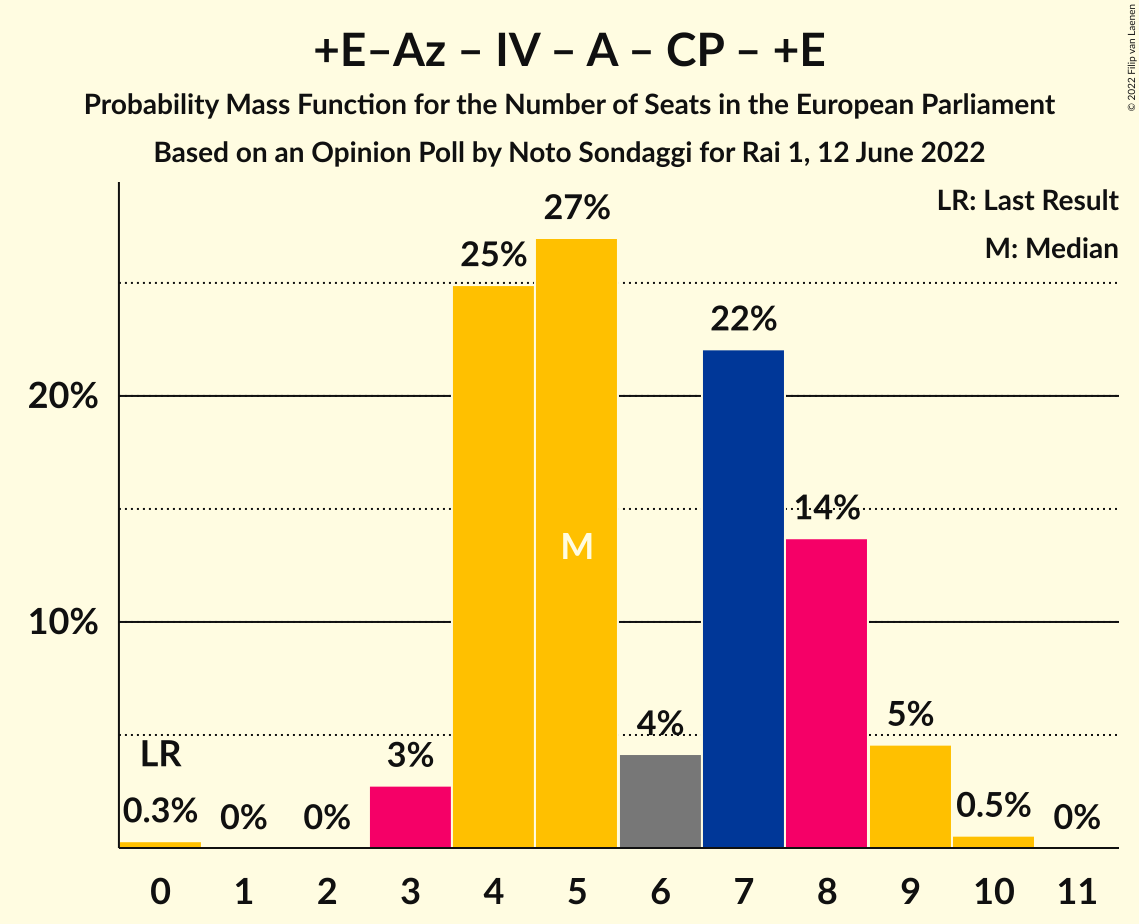 +E–Az – IV – A – CP – +E
Probability Mass Function for the Number of Seats in the European Parliament
Based on an Opinion Poll by Noto Sondaggi for Rai 1, 12 June 2022
© 2022 Filip van Laenen
LR: Last Result
M: Median
27%
25%
22%
20%
14%
M
10%
5%
4%
LR
3%
0.3%
0%
0%
0.5%
0%
0 1 2 3 4 5 6 7 8 9 10 11